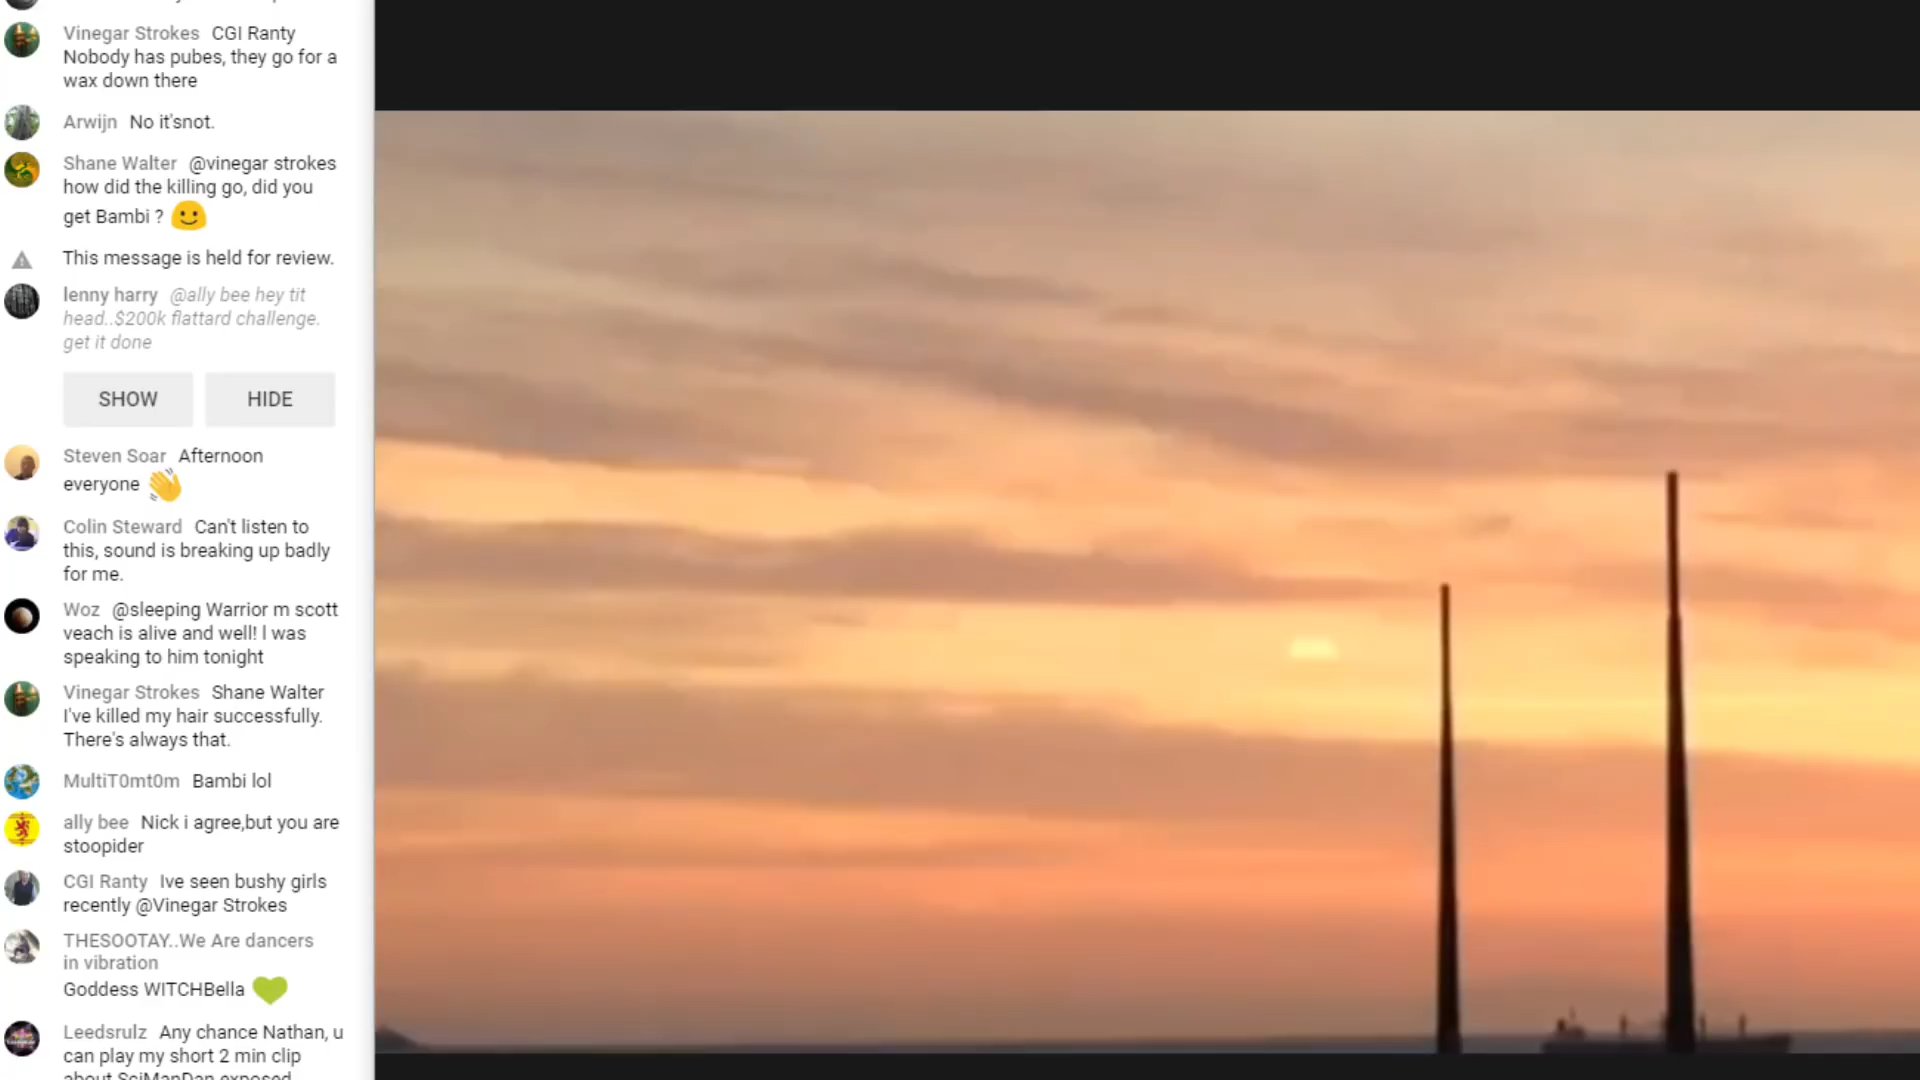 Vinegar Strokes CGI Ranty
Nobody has pubes, they go for a
wax down there
Arwijn No it'snot.
Shane Walter @vinegar strokes
how did the killing go, did you
get Bambi ?
This message is held for review.
lenny harry @ally bee hey tit
head..$200k flattard challenge.
get it done
SHOW HIDE
Steven Soar Afternoon
everyone
Colin Steward Can't listen to
this, sound is breaking up badly
for me.
Woz @sleeping Warrior m scott
veach is alive and well! I was
speaking to him tonight
Vinegar Strokes Shane Walter
I've killed my hair successfully.
There's always that.
MultiT0mt0m Bambi lol
ally bee Nick i agree,but you are
stoopider
CGI Ranty Ive seen bushy girls
recently @Vinegar Strokes
THESOOTAY..We Are dancers
in vibration
Goddess WITCHBella
Leedsrulz Any chance Nathan, u
can play my short 2 min clip
about SciManDan exposed